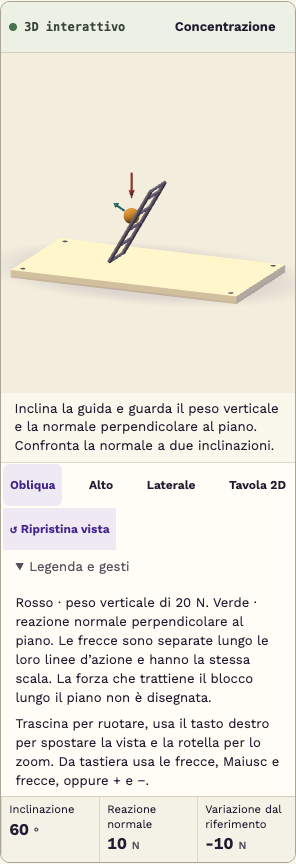 3D interattivo
Concentrazione
Inclina la guida e guarda il peso verticale
e la normale perpendicolare al piano.
Confronta la normale a due inclinazioni.
Obliqua
Alto
Laterale
Tavola 2D
↺ Ripristina vista
▼ Legenda e gesti
Rosso · peso verticale di 20 N. Verde ·
reazione normale perpendicolare al
piano. Le frecce sono separate lungo le
loro linee d’azione e hanno la stessa
scala. La forza che trattiene il blocco
lungo il piano non è disegnata.
Trascina per ruotare, usa il tasto destro
per spostare la vista e la rotella per lo
zoom. Da tastiera usa le frecce, Maiusc e
frecce, oppure + e −.
Inclinazione
60 °
Reazione
normale
10 N
Variazione dal
riferimento
-10 N